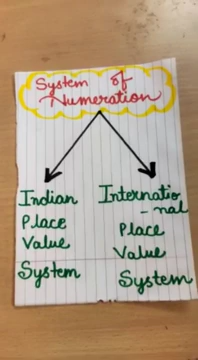 System of
Numeration
Indian
Place
Value
System
Internatio
-nal
Place
Value
System